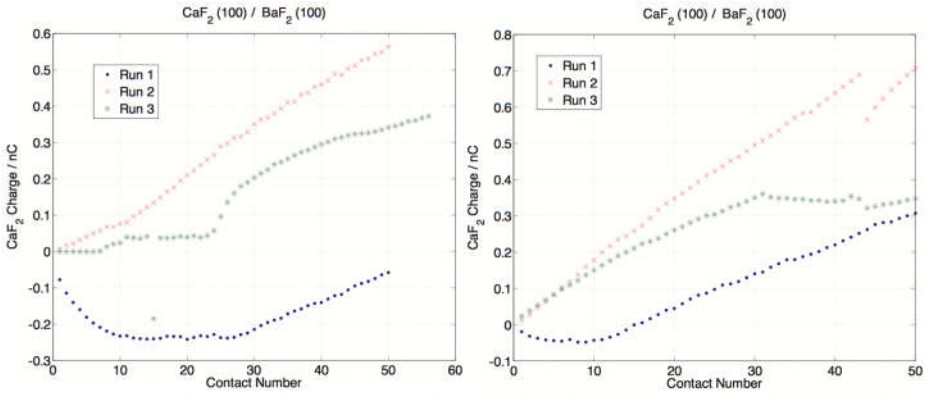 CaF2 (100) / BaF2 (100)
0.6
0.5
0.4
0.3
0.2
0.1
0
-0.1
-0.2
-0.3
CaF2 Charge / nC
Run 1
Run 2
Run 3
0 10 20 30 40 50 60
Contact Number
CaF2 (100) / BaF2 (100)
0.8
0.7
0.6
0.5
0.4
0.3
0.2
0.1
0
-0.1
CaF2 Charge / nC
Run 1
Run 2
Run 3
0 10 20 30 40 50
Contact Number